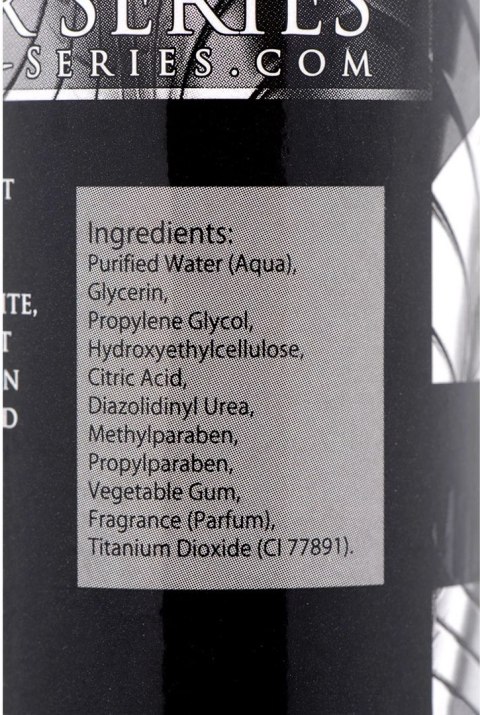 SERIES
-SERIES.COM
Ingredients:
Purified Water (Aqua),
Glycerin,
Propylene Glycol,
Hydroxyethylcellulose,
Citric Acid,
Diazolidinyl Urea,
Methylparaben,
Propylparaben,
Vegetable Gum,
Fragrance (Parfum),
Titanium Dioxide (CI 77891).